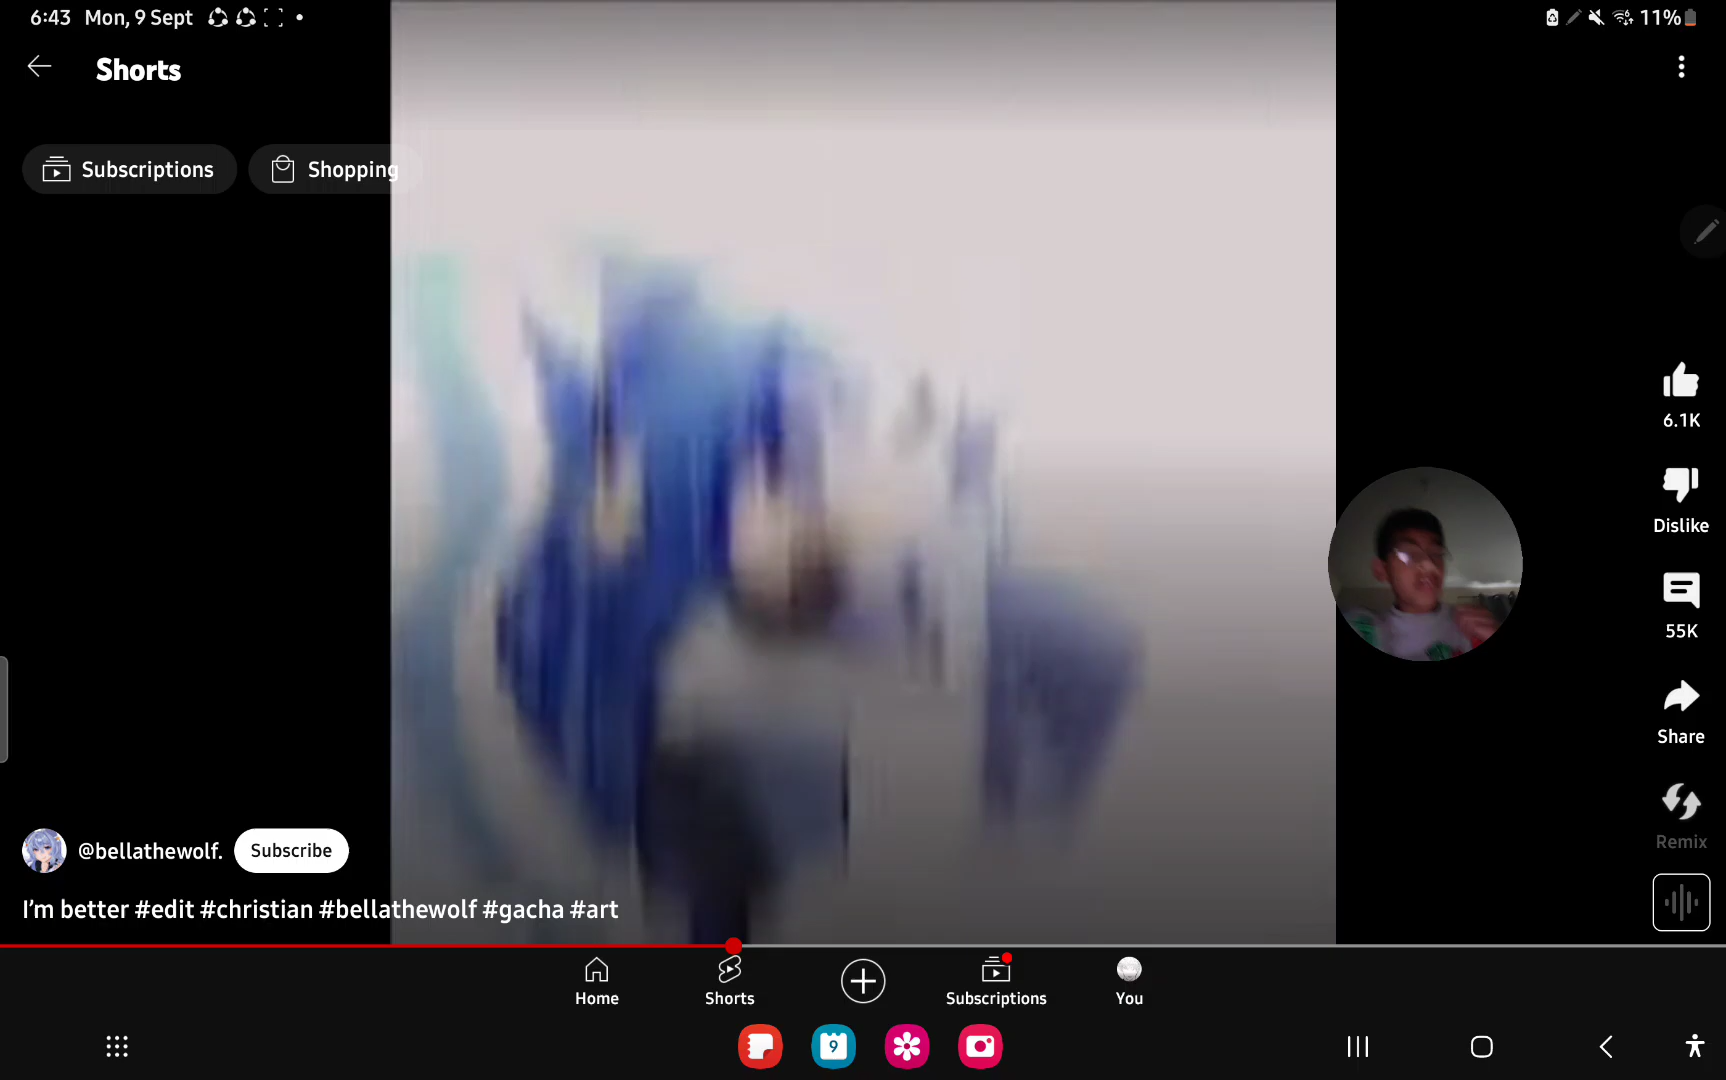 6:43 Mon, 9 Sept
11%
Shorts
Subscriptions
Shopping
6.1K
Dislike
55K
Share
Remix
@bellathewolf.
Subscribe
I'm better #edit #christian #bellathewolf #gacha #art
Home
Shorts
Subscriptions
You
9